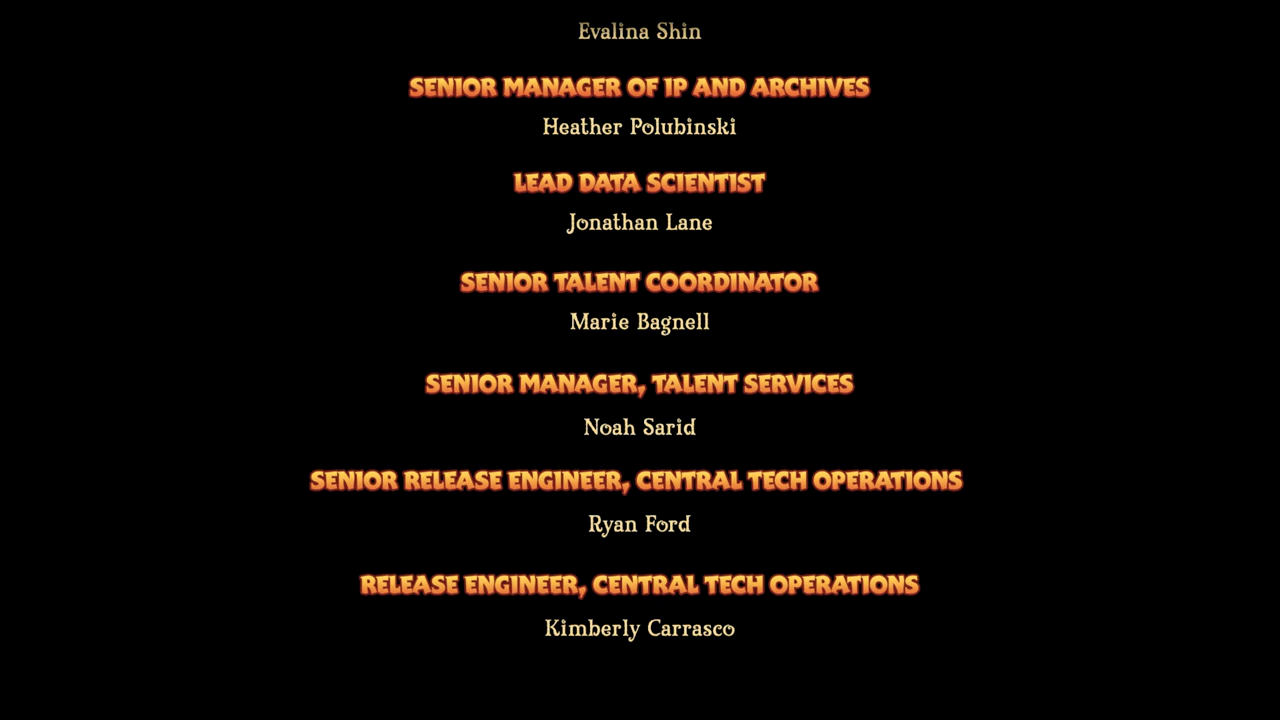 Evalina Shin
SENIOR MANAGER OF IP AND ARCHIVES
Heather Polubinski
LEAD DATA SCIENTIST
Jonathan Lane
SENIOR TALENT COORDINATOR
Marie Bagnell
SENIOR MANAGER, TALENT SERVICES
Noah Sarid
SENIOR RELEASE ENGINEER, CENTRAL TECH OPERATIONS
Ryan Ford
RELEASE ENGINEER, CENTRAL TECH OPERATIONS
Kimberly Carrasco